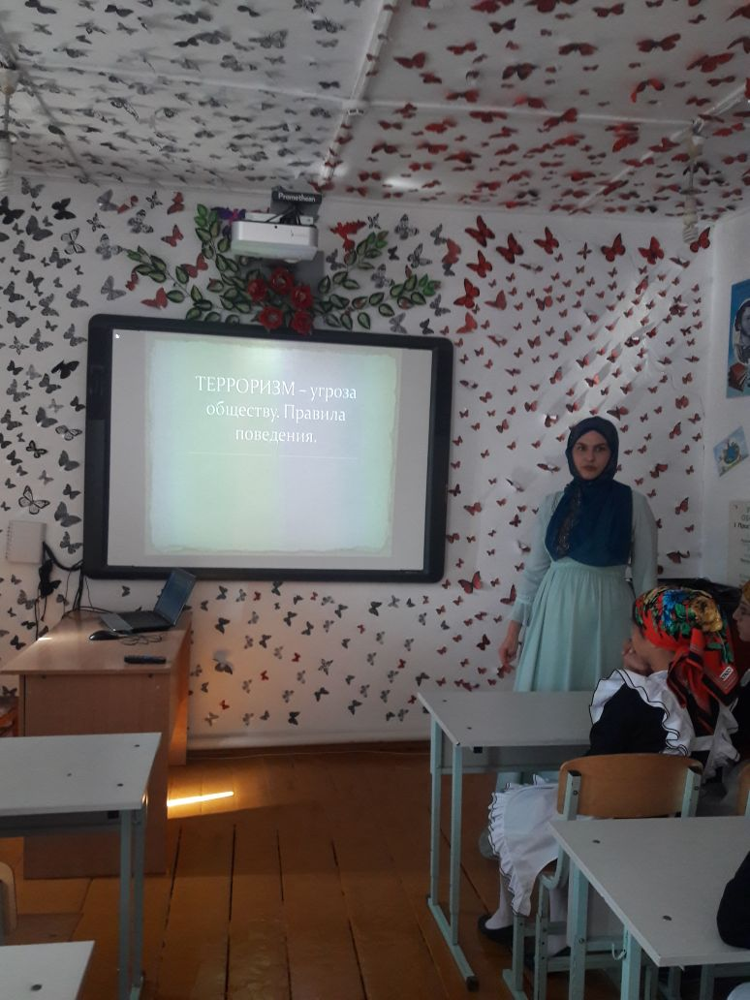 Promethean
ТЕРРОРИЗМ – угроза
обществу. Правила
поведения.